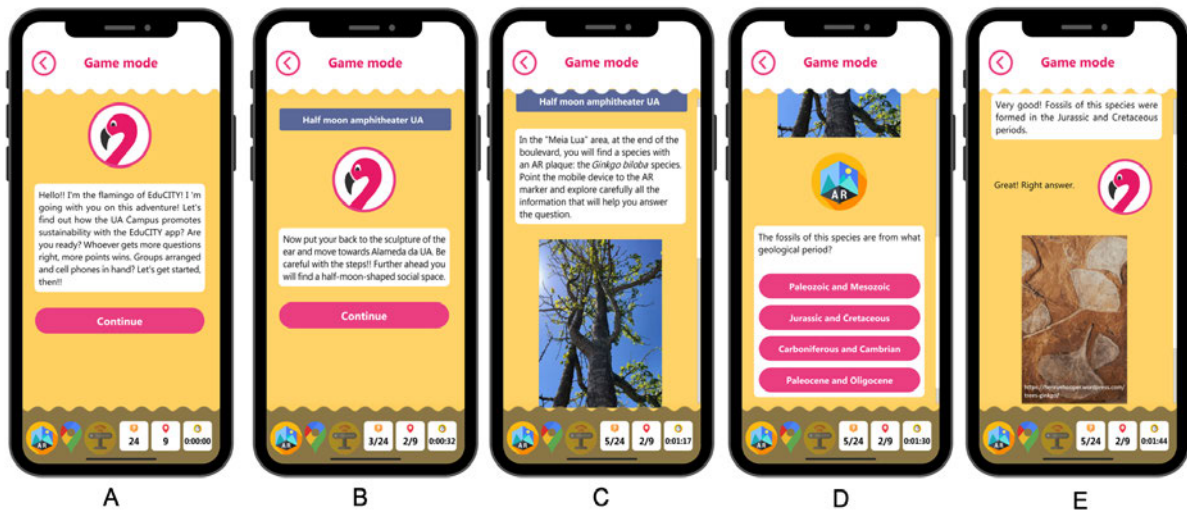 Game mode
Hello!! I'm the flamingo of EduCITY! I 'm
going with you on this adventure! Let's
find out how the UA Campus promotes
sustainability with the EduCITY app? Are
you ready? Whoever gets more questions
right, more points wins. Groups arranged
and cell phones in hand? Let's get started,
then!!
Continue
AR
24
9
0:00:00
A
Game mode
Half moon amphitheater UA
Now put your back to the sculpture of the
ear and move towards Alameda da UA. Be
careful with the steps!! Further ahead you
will find a half-moon-shaped social space.
Continue
AR
3/24
2/9
0:00:32
B
Game mode
Half moon amphitheater UA
In the "Meia Lua" area, at the end of the
boulevard, you will find a species with
an AR plaque: the Ginkgo biloba species.
Point the mobile device to the AR
marker and explore carefully all the
information that will help you answer
the question.
AR
5/24
2/9
0:01:17
C
Game mode
AR
The fossils of this species are from what
geological period?
Paleozoic and Mesozoic
Jurassic and Cretaceous
Carboniferous and Cambrian
Paleocene and Oligocene
AR
5/24
2/9
0:01:30
D
Game mode
Very good! Fossils of this species were
formed in the Jurassic and Cretaceous
periods.
Great! Right answer.
AR
5/24
2/9
0:01:44
E